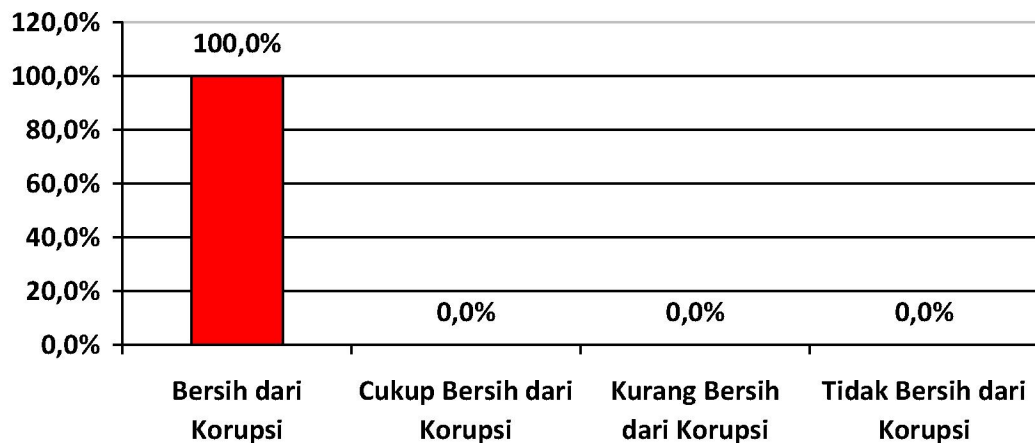 120,0%
100,0%
80,0%
60,0%
40,0%
20,0%
0,0%
100,0%
0,0%
0,0%
0,0%
Bersih dari
Korupsi
Cukup Bersih dari
Korupsi
Kurang Bersih
dari Korupsi
Tidak Bersih dari
Korupsi